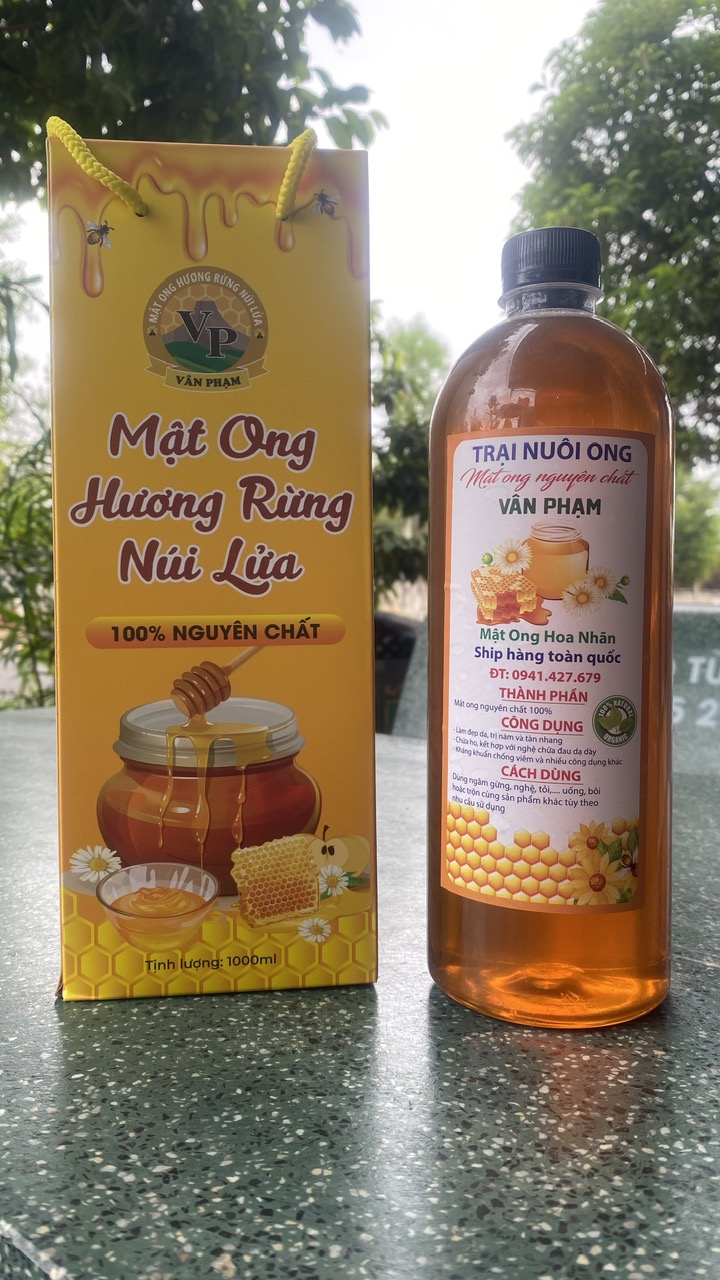 MẬT ONG HƯƠNG RỪNG NÚI LỬA
VP
VÂN PHẠM
Mật Ong
Hương Rừng
Núi Lửa
100% NGUYÊN CHẤT
Tịnh lượng: 1000ml
TRẠI NUÔI ONG
Mật ong nguyên chất
VÂN PHẠM
Mật Ong Hoa Nhãn
Ship hàng toàn quốc
ĐT: 0941.427.679
THÀNH PHẦN
Mật ong nguyên chất 100%
CÔNG DỤNG
- Làm đẹp da, trị nám và tàn nhang
- Chữa ho, kết hợp với nghệ chữa đau dạ dày
- Kháng khuẩn chống viêm và nhiều công dụng khác
100% NATURAL
ORGANIC
CÁCH DÙNG
Dùng ngâm gừng, nghệ, tỏi,.... uống, bôi
hoặc trộn cùng sản phẩm khác tùy theo
nhu cầu sử dụng